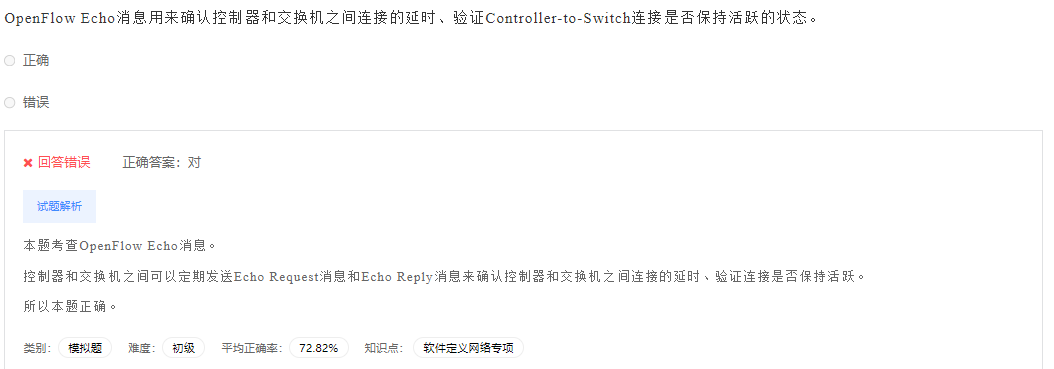 OpenFlow Echo消息用来确认控制器和交换机之间连接的延时、验证Controller-to-Switch连接是否保持活跃的状态。
正确
错误
✖ 回答错误 正确答案：对
试题解析
本题考查OpenFlow Echo消息。
控制器和交换机之间可以定期发送Echo Request消息和Echo Reply消息来确认控制器和交换机之间连接的延时、验证连接是否保持活跃。
所以本题正确。
类别： 模拟题 难度： 初级 平均正确率： 72.82% 知识点： 软件定义网络专项